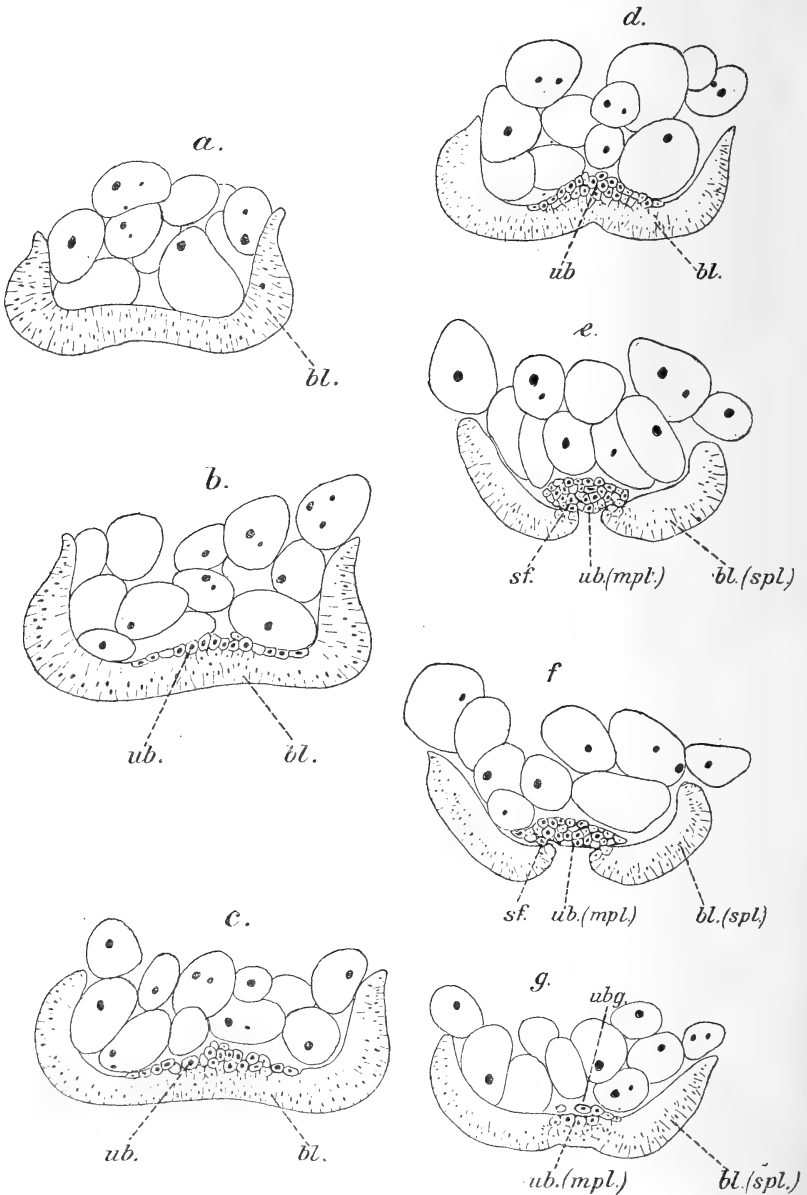 a.
bl.
b.
ub. bl.
c.
ub. bl.
d.
ub bl.
e.
sf. ub.(mpl.) bl.(spl.)
f
sf. ub.(mpl.) bl.(spl.)
g.
ubg.
ub.(mpl.) bl.(spl.)